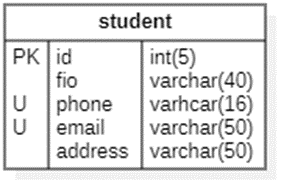 student
PK id int(5)
fio varchar(40)
U phone varhcar(16)
U email varchar(50)
address varchar(50)